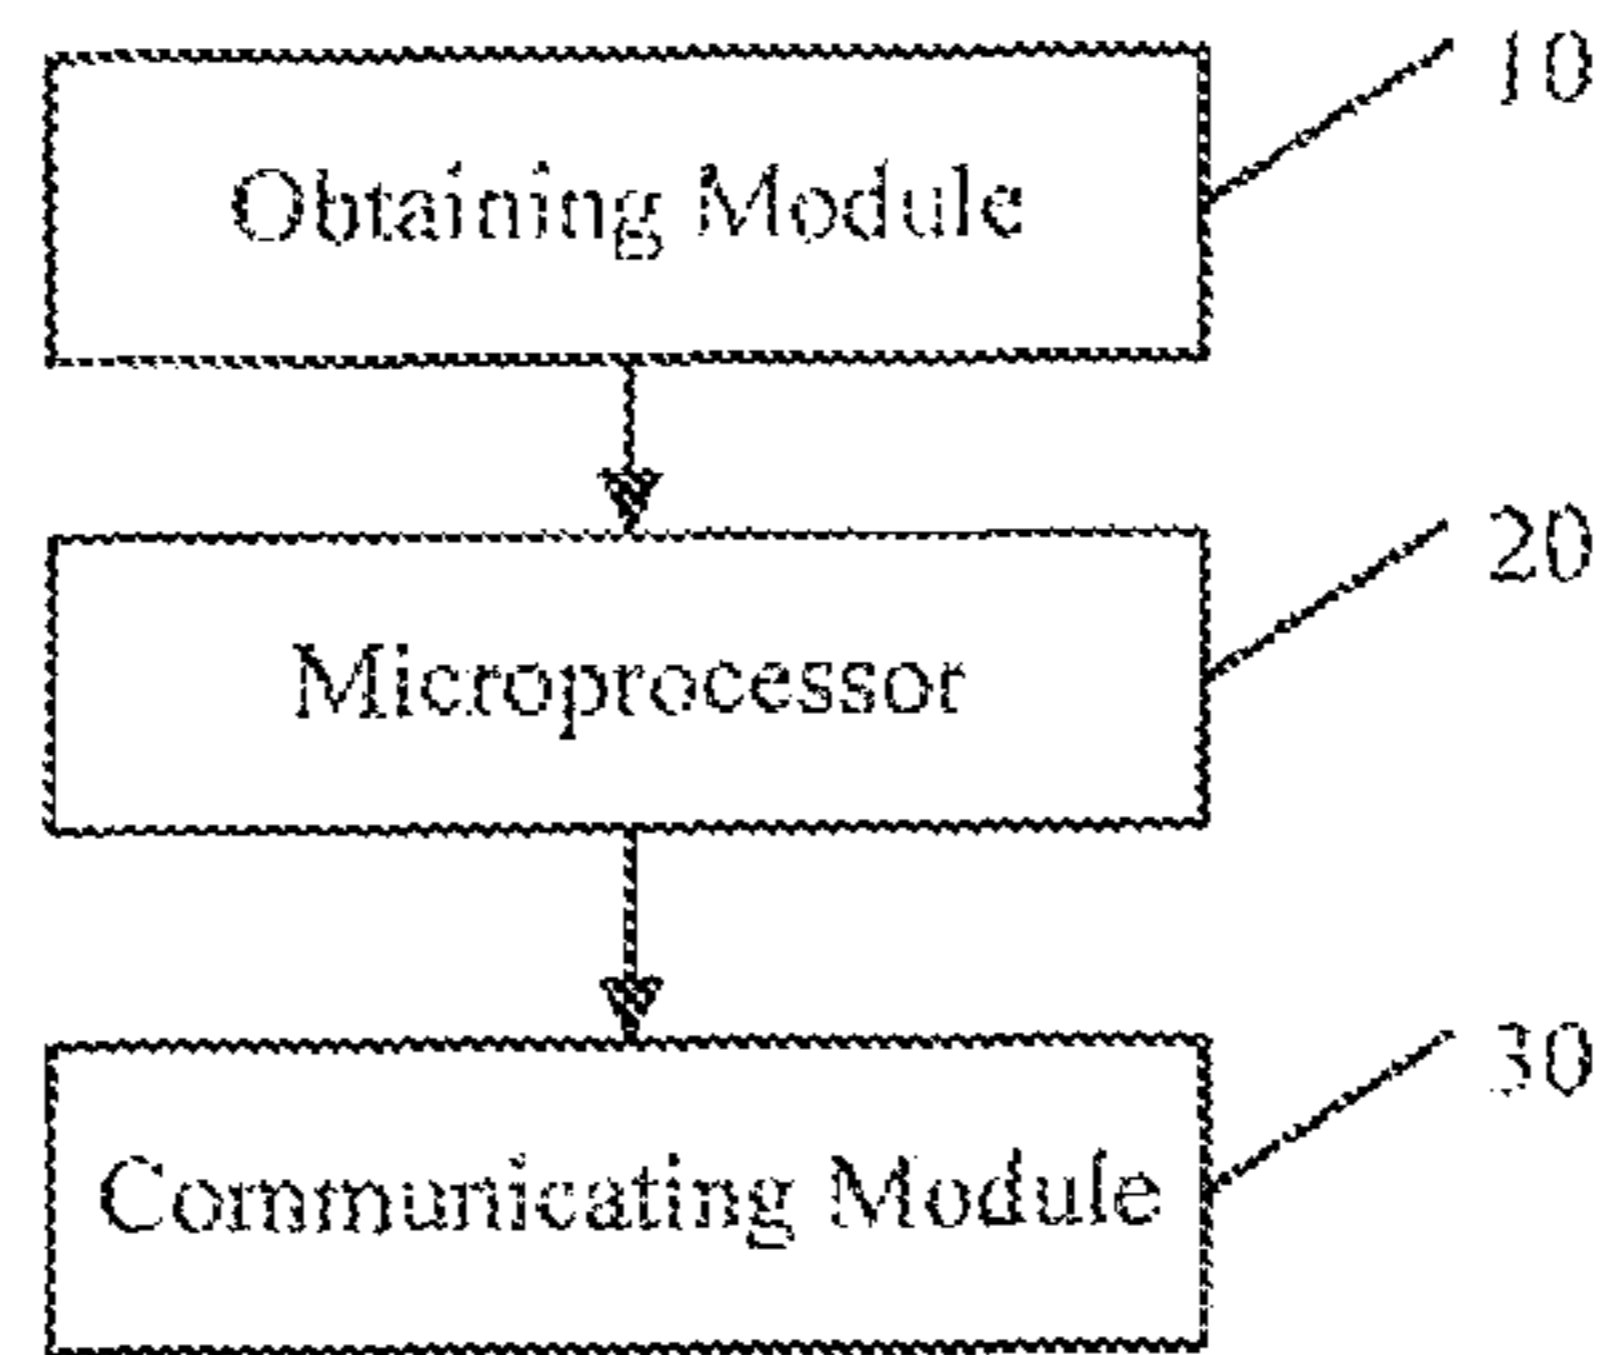 Obtaining Module
10
Microprocessor
20
Communicating Module
30